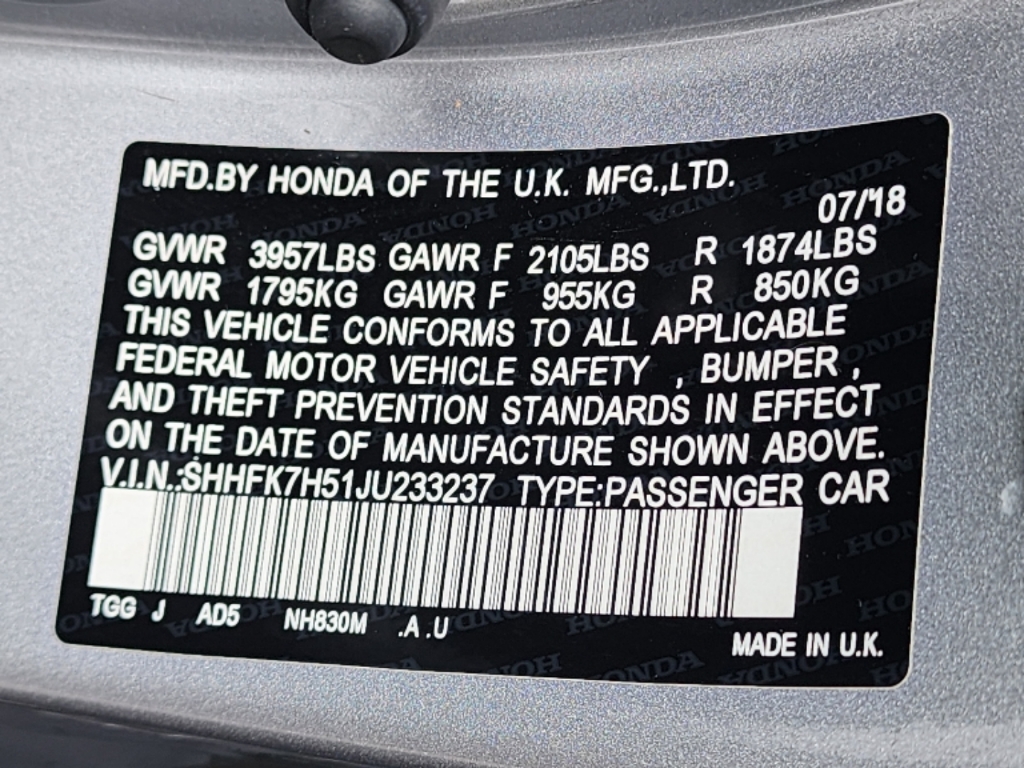 MFD.BY HONDA OF THE U.K. MFG.,LTD.
07/18
GVWR 3957LBS GAWR F 2105LBS R 1874LBS
GVWR 1795KG GAWR F 955KG R 850KG
THIS VEHICLE CONFORMS TO ALL APPLICABLE
FEDERAL MOTOR VEHICLE SAFETY , BUMPER ,
AND THEFT PREVENTION STANDARDS IN EFFECT
ON THE DATE OF MANUFACTURE SHOWN ABOVE.
V.I.N.:SHHFK7H51JU233237 TYPE:PASSENGER CAR
TGG J AD5 NH830M .A .U
MADE IN U.K.